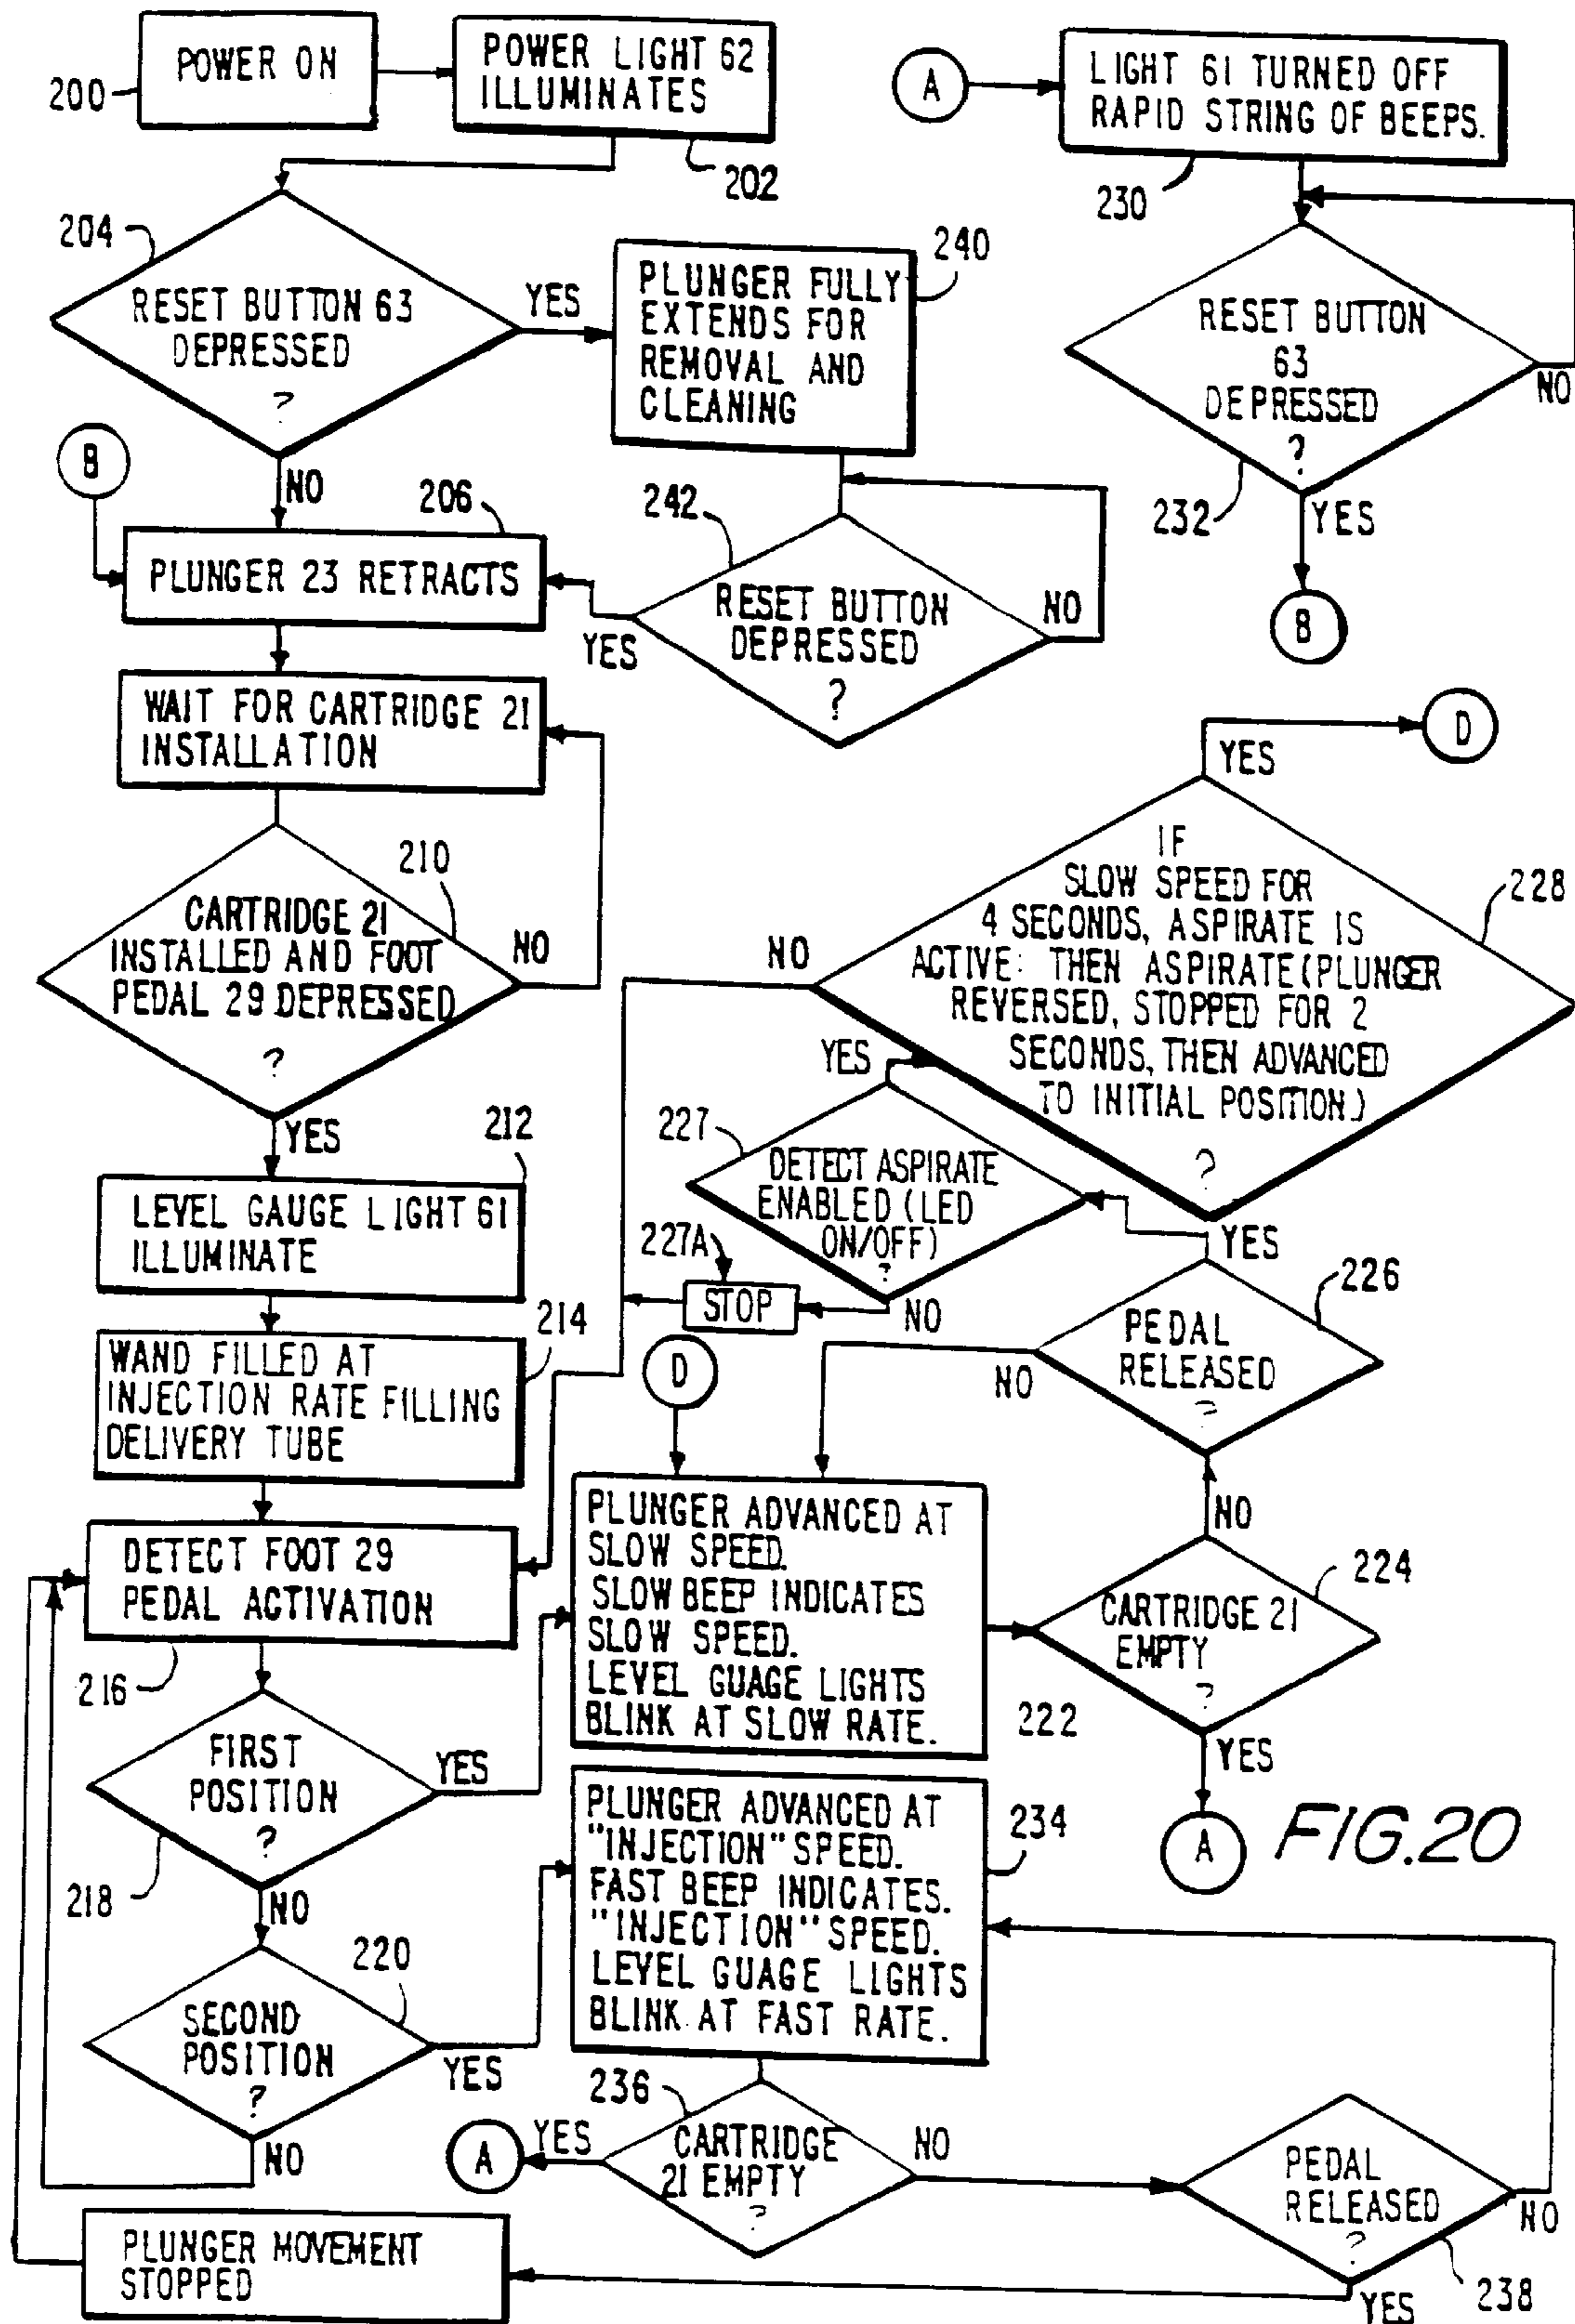 POWER ON
200
POWER LIGHT 62
ILLUMINATES
202
204
RESET BUTTON 63
DEPRESSED
?
YES
NO
PLUNGER FULLY
EXTENDS FOR
REMOVAL AND
CLEANING
240
242
RESET BUTTON
DEPRESSED
?
NO
YES
B
206
PLUNGER 23 RETRACTS
WAIT FOR CARTRIDGE 21
INSTALLATION
210
CARTRIDGE 21
INSTALLED AND FOOT
PEDAL 29 DEPRESSED
?
NO
YES
212
LEVEL GAUGE LIGHT 61
ILLUMINATE
214
WAND FILLED AT
INJECTION RATE FILLING
DELIVERY TUBE
DETECT FOOT 29
PEDAL ACTIVATION
216
FIRST
POSITION
?
218
YES
NO
220
SECOND
POSITION
?
YES
NO
PLUNGER MOVEMENT
STOPPED
A
LIGHT 61 TURNED OFF
RAPID STRING OF BEEPS.
230
RESET BUTTON
63
DEPRESSED
?
NO
232
YES
B
D
YES
IF
SLOW SPEED FOR
4 SECONDS, ASPIRATE IS
ACTIVE: THEN ASPIRATE (PLUNGER
REVERSED, STOPPED FOR 2
SECONDS, THEN ADVANCED
TO INITIAL POSITION.)
?
228
NO
YES
227
DETECT ASPIRATE
ENABLED (LED
ON/OFF)
?
227A
STOP
NO
YES
226
PEDAL
RELEASED
?
NO
D
PLUNGER ADVANCED AT
SLOW SPEED.
SLOW BEEP INDICATES
SLOW SPEED.
LEVEL GUAGE LIGHTS
BLINK AT SLOW RATE.
222
NO
224
CARTRIDGE 21
EMPTY
?
YES
A
FIG.20
PLUNGER ADVANCED AT
"INJECTION" SPEED.
FAST BEEP INDICATES.
"INJECTION" SPEED.
LEVEL GUAGE LIGHTS
BLINK AT FAST RATE.
234
236
CARTRIDGE
21 EMPTY
?
YES
A
NO
PEDAL
RELEASED
?
NO
YES
238